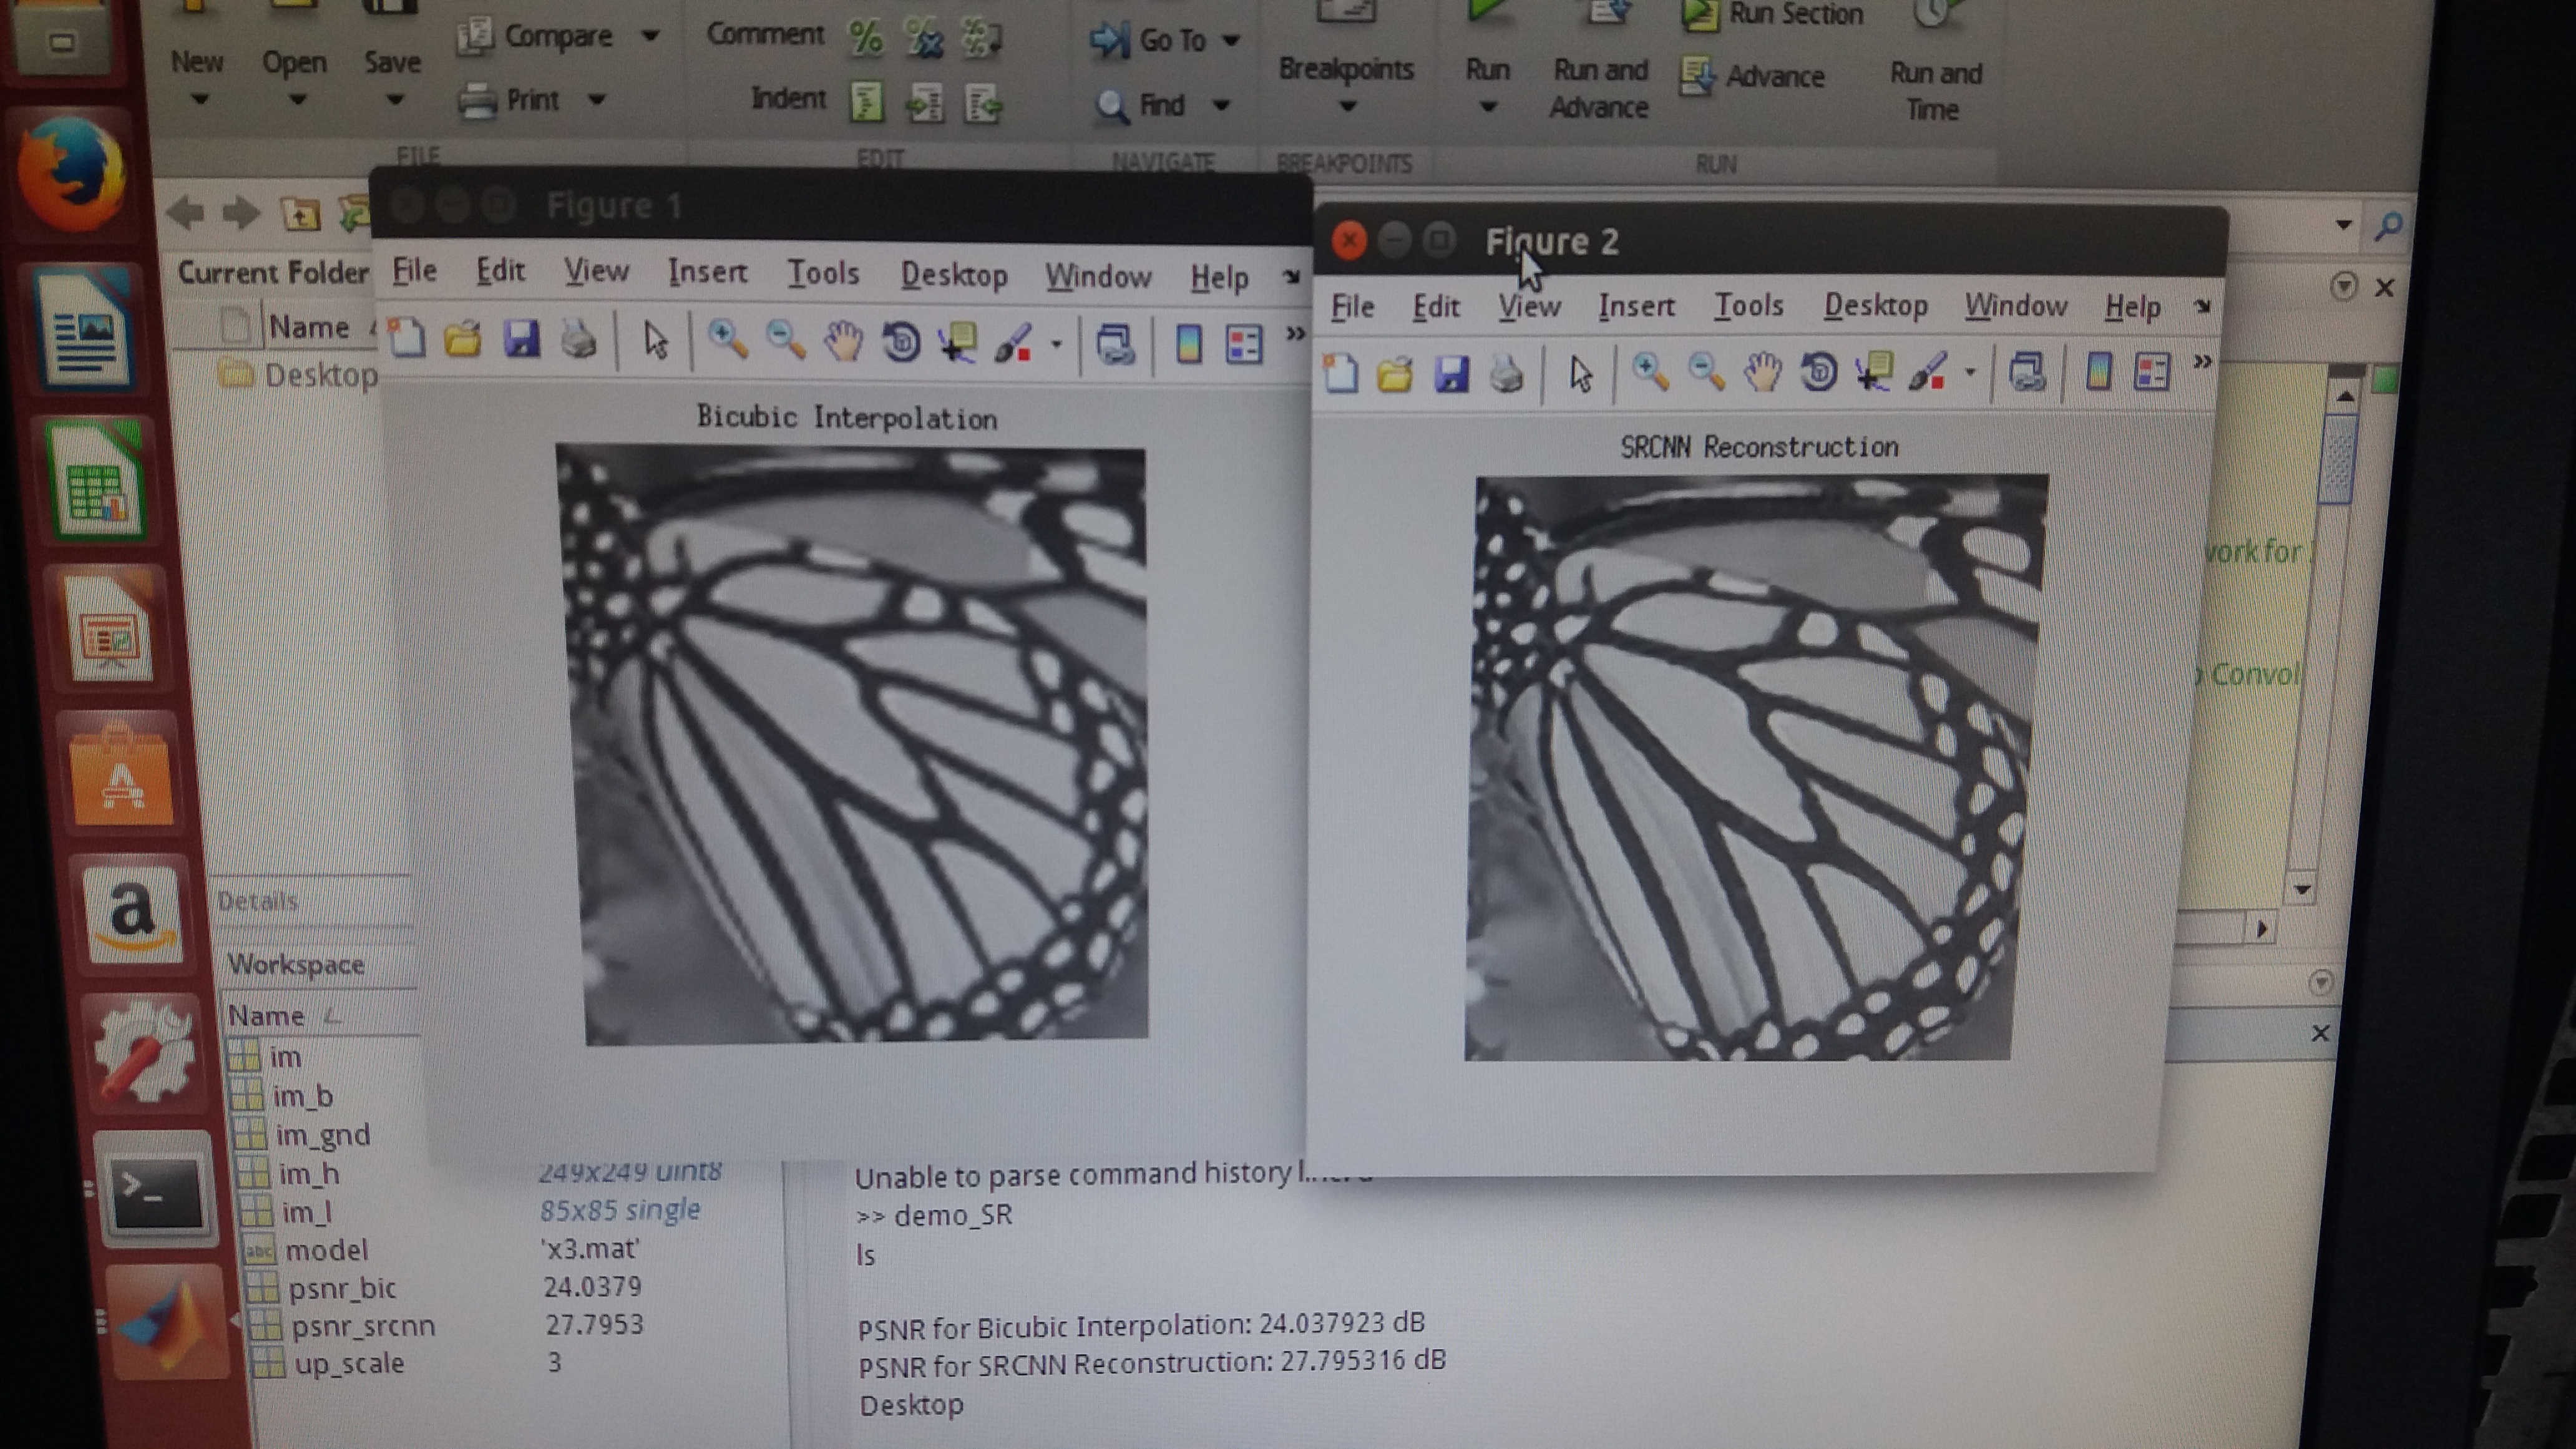 New
Open
Save
Compare
Print
Comment
Indent
Go To
Find
Breakpoints
Run
Run and
Advance
Run Section
Advance
Run and
Time
FILE
EDIT
NAVIGATE
BREAKPOINTS
RUN
Figure 1
File Edit View Insert Tools Desktop Window Help
Bicubic Interpolation
Figure 2
File Edit View Insert Tools Desktop Window Help
SRCNN Reconstruction
Current Folder
Name
Desktop
work for
Convol
Details
Workspace
Name
im
im_b
im_gnd
im_h 249x249 uint8
im_l 85x85 single
model 'x3.mat'
psnr_bic 24.0379
psnr_srcnn 27.7953
up_scale 3
Unable to parse command history
>> demo_SR
ls
PSNR for Bicubic Interpolation: 24.037923 dB
PSNR for SRCNN Reconstruction: 27.795316 dB
Desktop